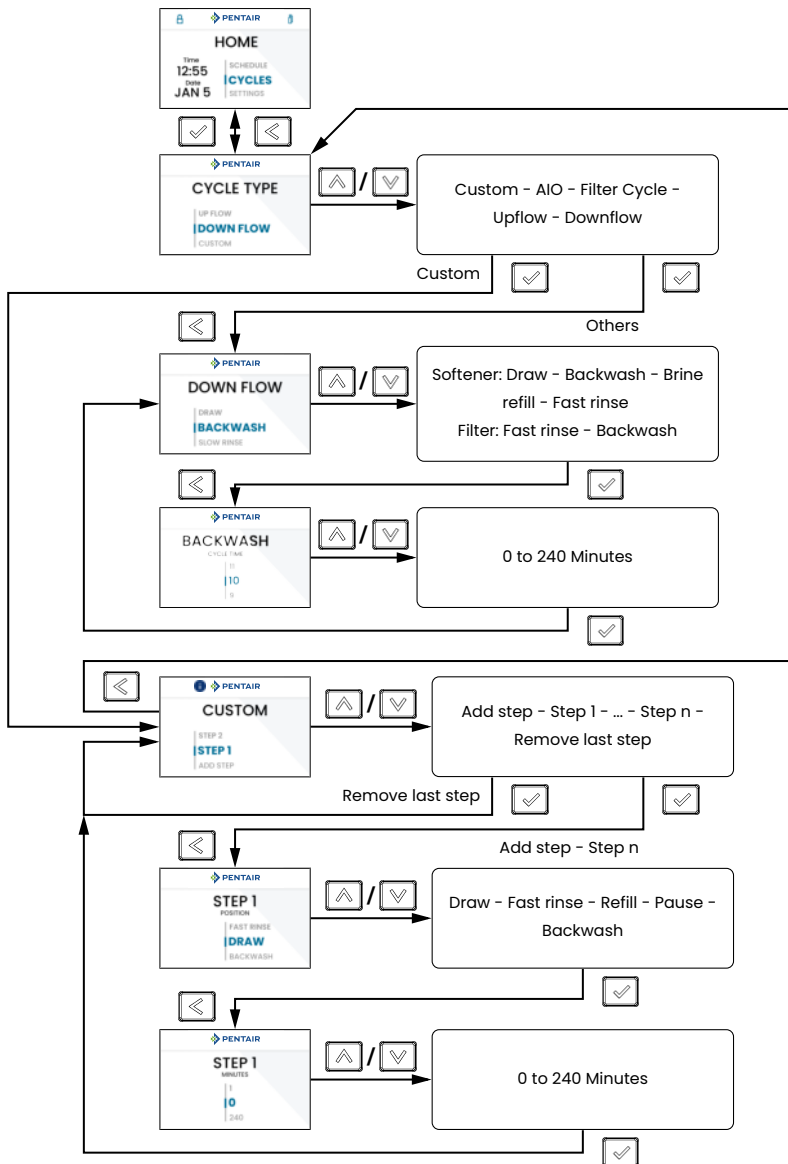 PENTAIR
HOME
Time
12:55
Date
JAN 5
SCHEDULE
CYCLES
SETTINGS
PENTAIR
CYCLE TYPE
UP FLOW
DOWN FLOW
CUSTOM
/
Custom - AIO - Filter Cycle -
Upflow - Downflow
Custom
Others
PENTAIR
DOWN FLOW
DRAW
BACKWASH
SLOW RINSE
/
Softener: Draw - Backwash - Brine
refill - Fast rinse
Filter: Fast rinse - Backwash
PENTAIR
BACKWASH
CYCLE TIME
11
10
9
/
0 to 240 Minutes
i PENTAIR
CUSTOM
STEP 2
STEP 1
ADD STEP
/
Add step - Step 1 - ... - Step n -
Remove last step
Remove last step
Add step - Step n
PENTAIR
STEP 1
POSITION
FAST RINSE
DRAW
BACKWASH
/
Draw - Fast rinse - Refill - Pause -
Backwash
PENTAIR
STEP 1
MINUTES
1
0
240
/
0 to 240 Minutes